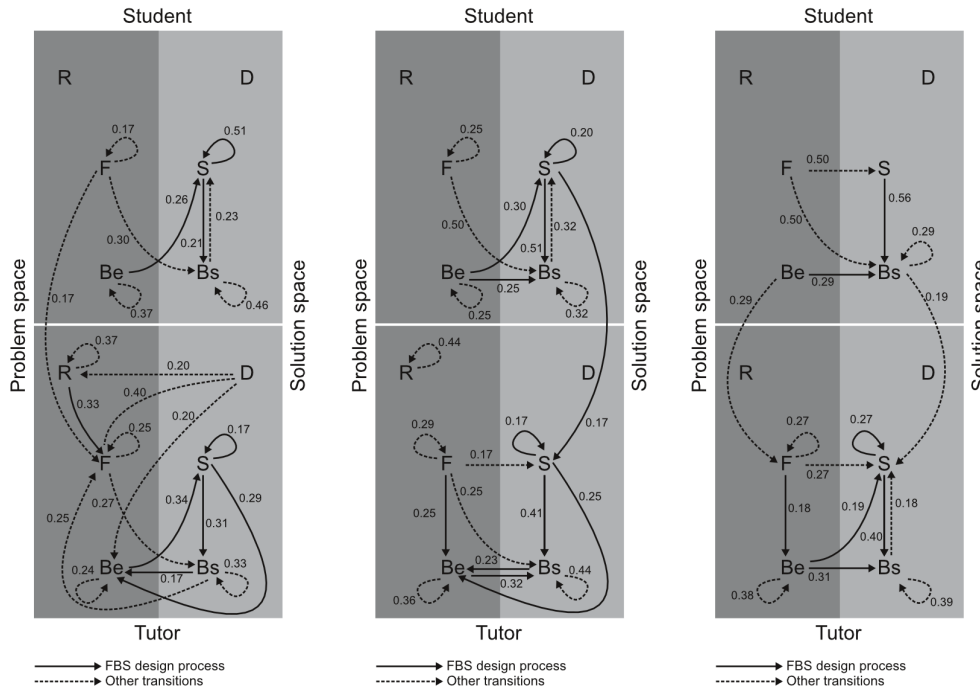 Student
Student
Student
R D
R D
R D
0.17
0.51
F S
0.26
0.23
0.30
0.21
Be Bs
0.37
0.46
0.17
0.25
0.20
F S
0.30
0.32
0.50
0.51
Be Bs
0.25
0.25
0.32
F 0.50 S
0.56
0.50
0.29
Be Bs
0.29
0.29
0.19
Problem space
Solution space
Problem space
Solution space
Problem space
Solution space
0.37
R 0.20 D
0.33
0.40
0.20
0.25
0.17
F S
0.27
0.34
0.29
0.25
0.31
0.24 Be Bs 0.33
0.17
0.44
R D
0.17
0.29
0.17
F 0.17 S
0.25
0.25
0.25
0.41
0.23
Be Bs 0.44
0.32
0.36
R D
0.27
0.27
F S
0.27
0.18
0.19
0.18
0.40
Be Bs
0.31
0.38
0.39
Tutor
Tutor
Tutor
FBS design process
Other transitions
FBS design process
Other transitions
FBS design process
Other transitions